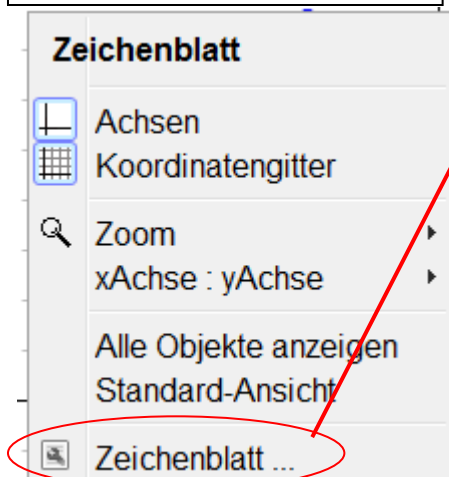 Zeichenblatt
Achsen
Koordinatengitter
Zoom
xAchse : yAchse
Alle Objekte anzeigen
Standard-Ansicht
Zeichenblatt ...